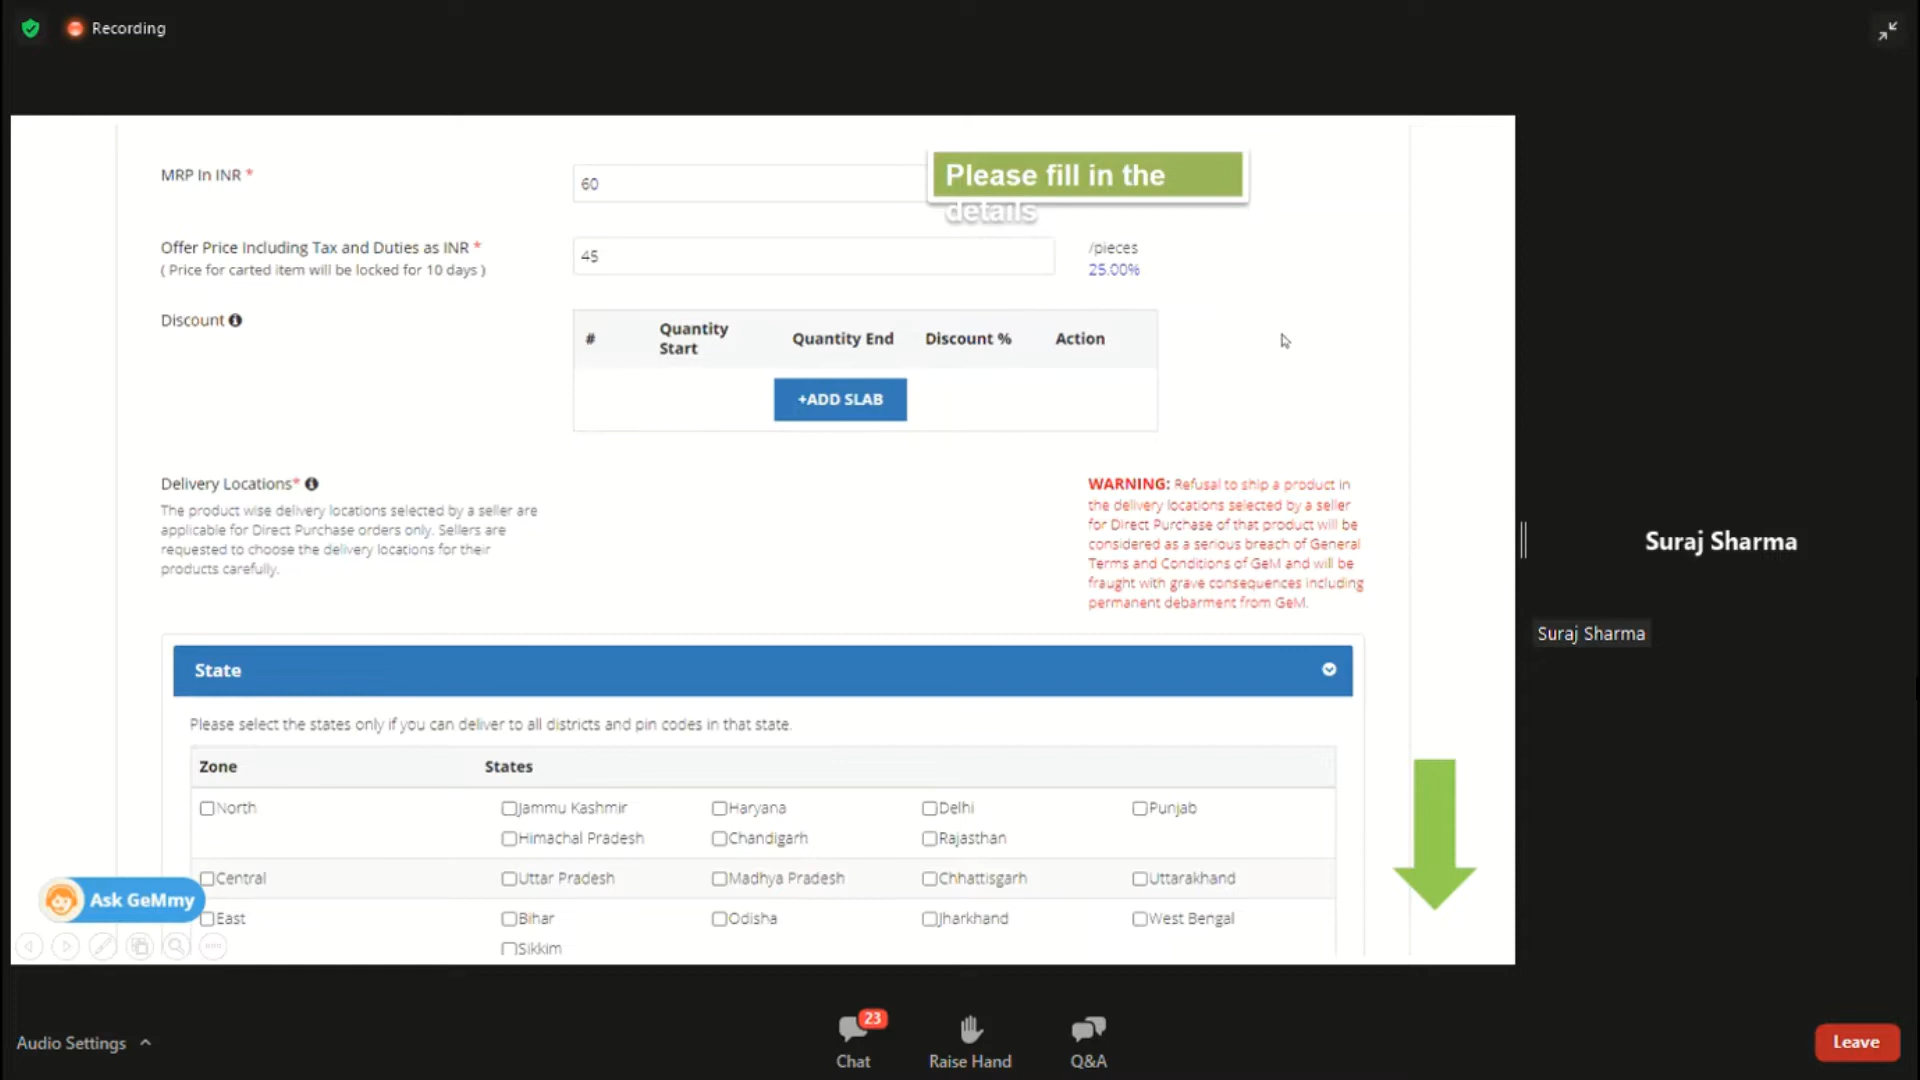 Recording
MRP In INR *
60
Please fill in the
details
Offer Price Including Tax and Duties as INR *
( Price for carted item will be locked for 10 days )
45
/pieces
25.00%
Discount
# Quantity Start Quantity End Discount % Action
+ADD SLAB
Delivery Locations*
The product wise delivery locations selected by a seller are
applicable for Direct Purchase orders only. Sellers are
requested to choose the delivery locations for their
products carefully.
WARNING: Refusal to ship a product in
the delivery locations selected by a seller
for Direct Purchase of that product will be
considered as a serious breach of General
Terms and Conditions of GeM and will be
fraught with grave consequences including
permanent debarment from GeM.
State
Please select the states only if you can deliver to all districts and pin codes in that state.
Zone States
North Jammu Kashmir Haryana Delhi Punjab
Himachal Pradesh Chandigarh Rajasthan
Central Uttar Pradesh Madhya Pradesh Chhattisgarh Uttarakhand
East Bihar Odisha Jharkhand West Bengal
Sikkim
Ask GeMmy
Suraj Sharma
Suraj Sharma
Audio Settings
23
Chat
Raise Hand
Q&A
Leave